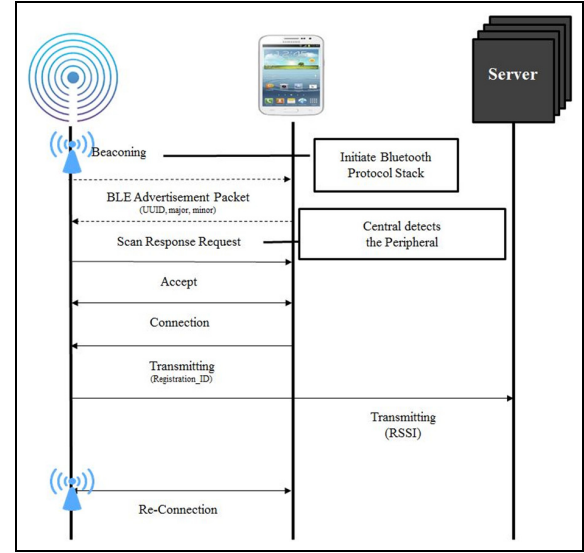 Server
Beaconing
Initiate Bluetooth
Protocol Stack
BLE Advertisement Packet
(UUID, major, minor)
Central detects
the Peripheral
Scan Response Request
Accept
Connection
Transmitting
(Registration_ID)
Transmitting
(RSSI)
Re-Connection